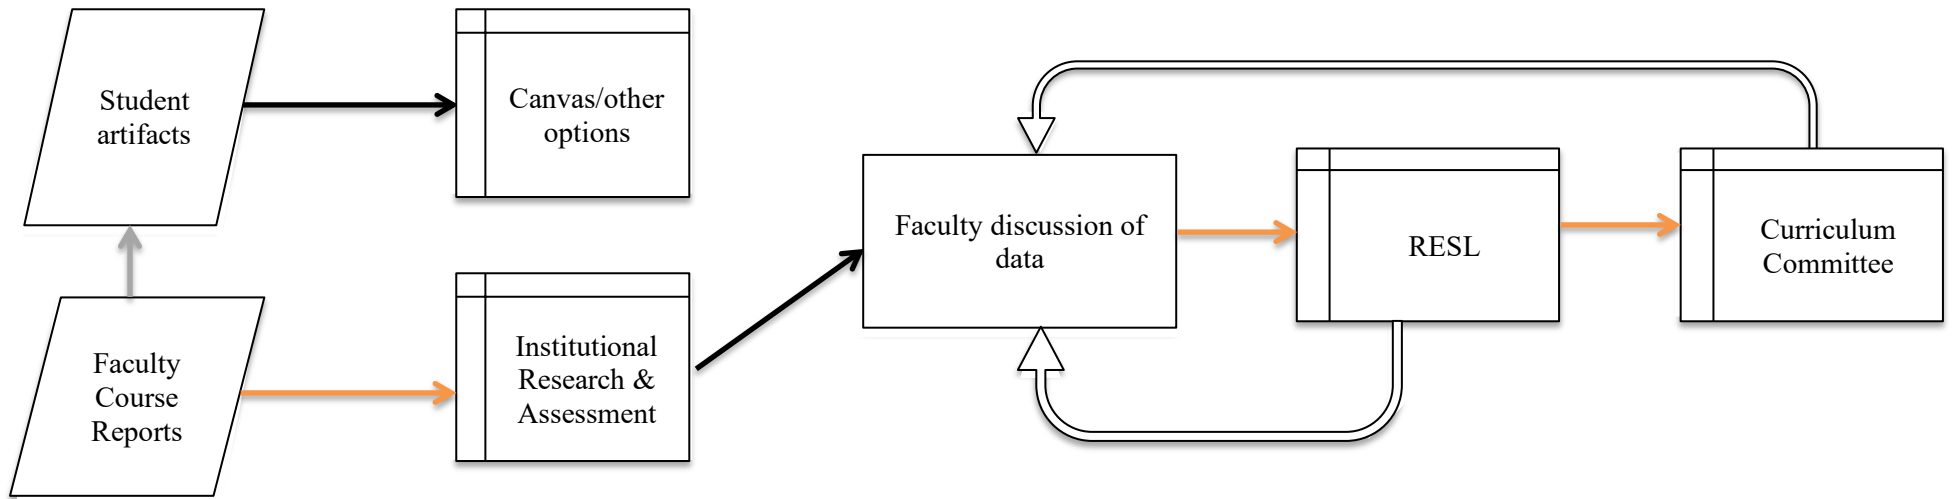 Student
artifacts
Canvas/other
options
Faculty
Course
Reports
Institutional
Research &
Assessment
Faculty discussion of
data
RESL
Curriculum
Committee